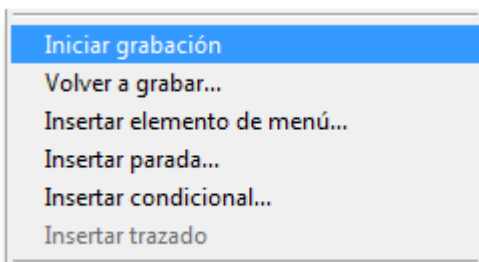 Iniciar grabación
Volver a grabar...
Insertar elemento de menú...
Insertar parada...
Insertar condicional...
Insertar trazado